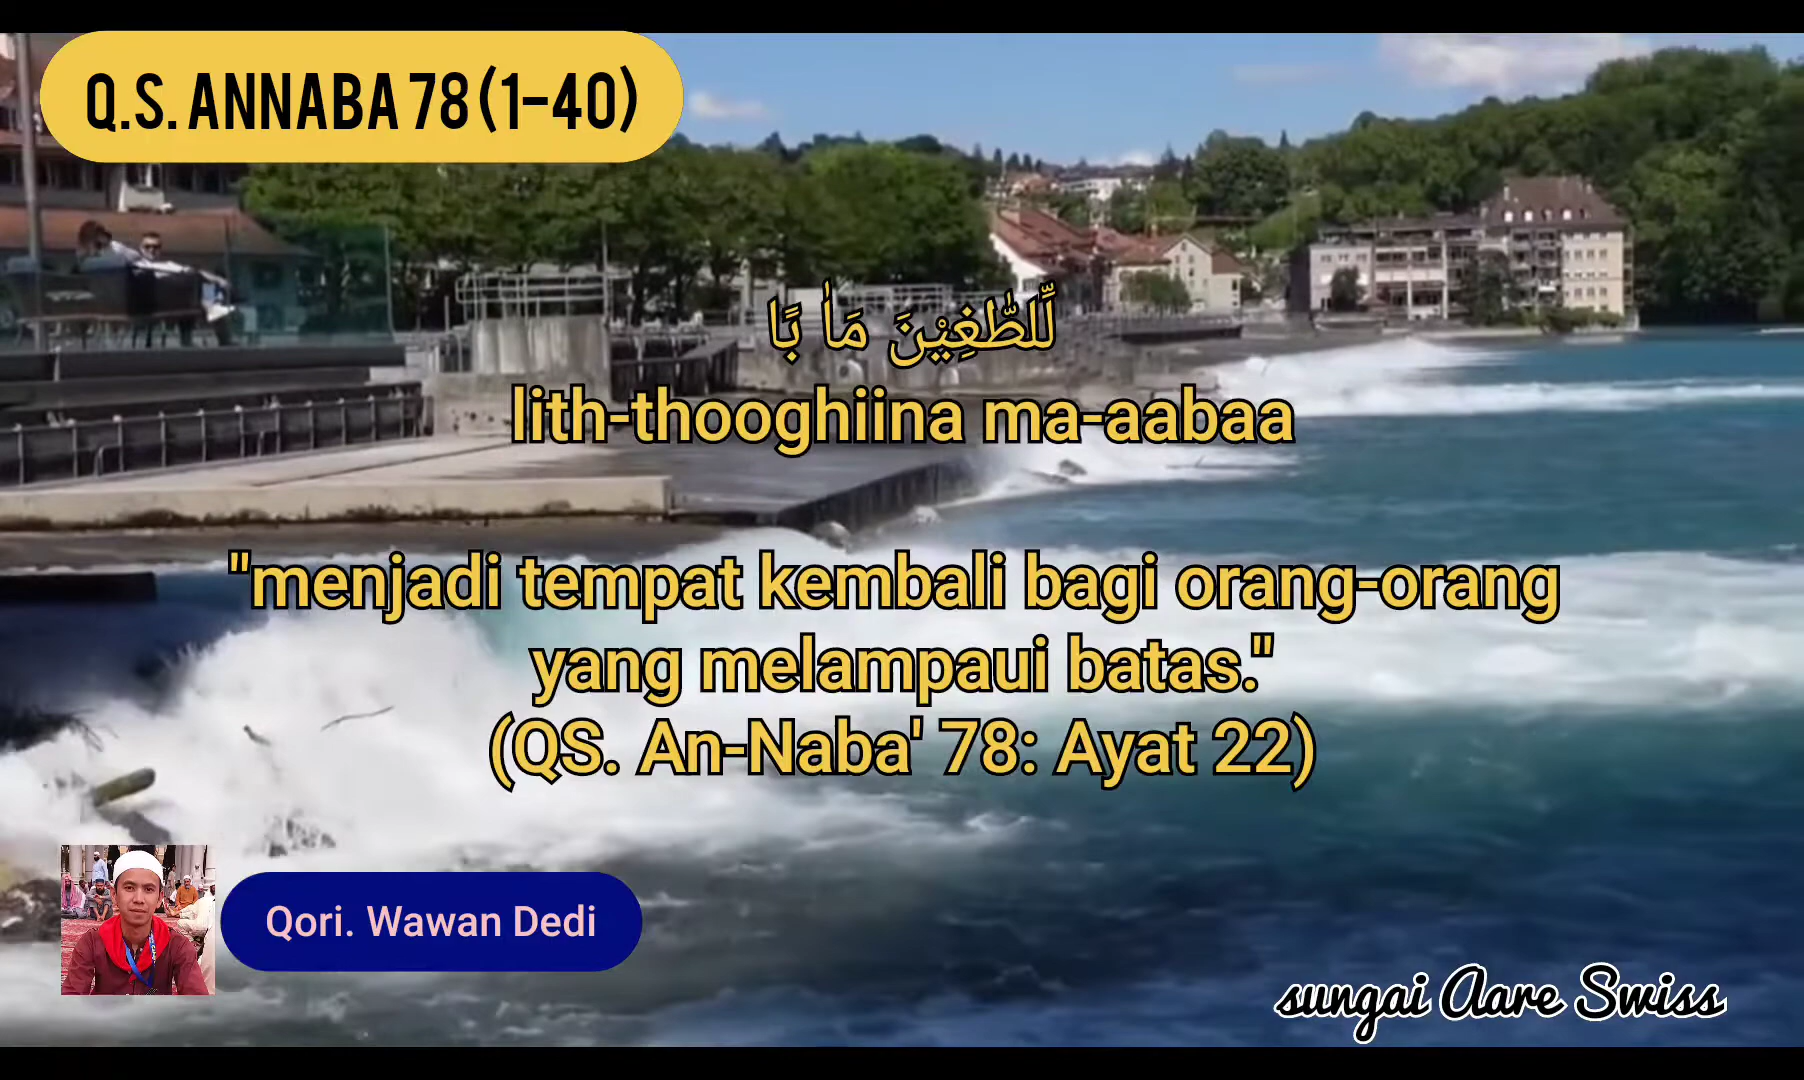 Q.S. ANNABA 78 (1-40)
لِّلطّٰغِيْنَ مَاٰ بًا
lith-thooghiina ma-aabaa
"menjadi tempat kembali bagi orang-orang
yang melampaui batas."
(QS. An-Naba' 78: Ayat 22)
Qori. Wawan Dedi
sungai Aare Swiss